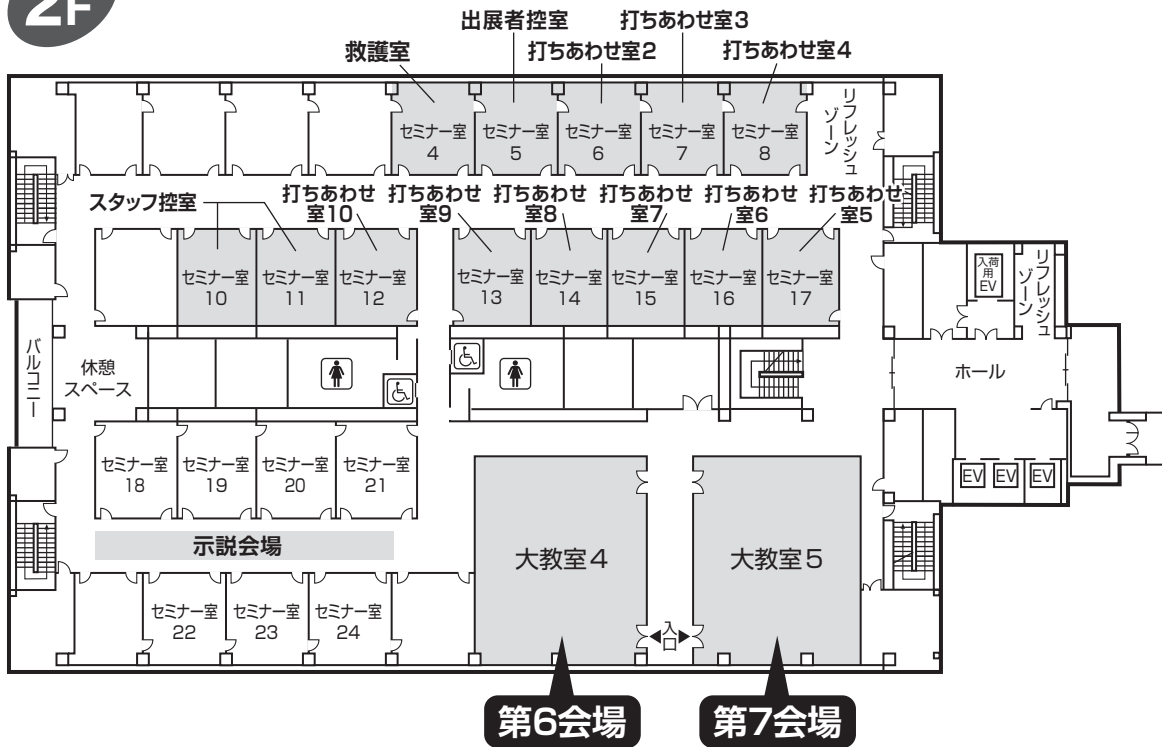 2F
出展者控室
打ちあわせ室3
救護室
打ちあわせ室2
打ちあわせ室4
セミナー室
4
セミナー室
5
セミナー室
6
セミナー室
7
セミナー室
8
リフレッシュ
ゾーン
スタッフ控室
打ちあわせ
室10
打ちあわせ
室9
打ちあわせ
室8
打ちあわせ
室7
打ちあわせ
室6
打ちあわせ
室5
セミナー室
10
セミナー室
11
セミナー室
12
セミナー室
13
セミナー室
14
セミナー室
15
セミナー室
16
セミナー室
17
入荷
用
EV
リフレッシュ
ゾーン
バルコニー
休憩
スペース
ホール
セミナー室
18
セミナー室
19
セミナー室
20
セミナー室
21
EV
EV
EV
示説会場
大教室4
大教室5
セミナー室
22
セミナー室
23
セミナー室
24
入口
第6会場
第7会場